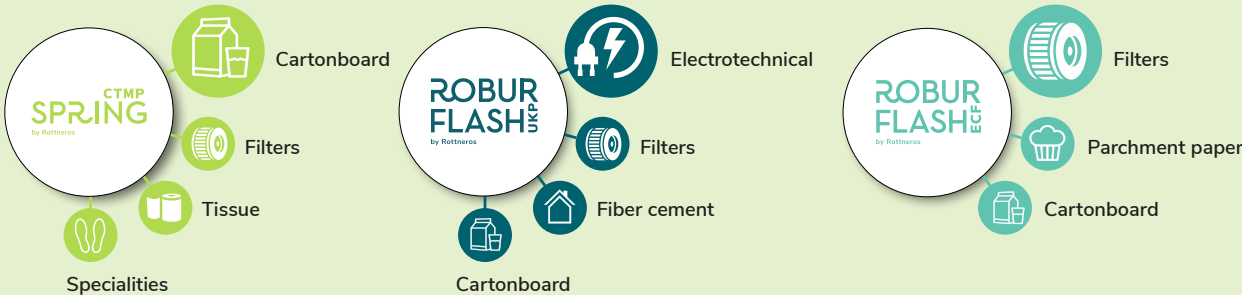 CTMP
SPRING
by Rottneros
Cartonboard
Filters
Tissue
Specialities
ROBUR
FLASH UKP
by Rottneros
Electrotechnical
Filters
Fiber cement
Cartonboard
ROBUR
FLASH ECF
by Rottneros
Filters
Parchment paper
Cartonboard